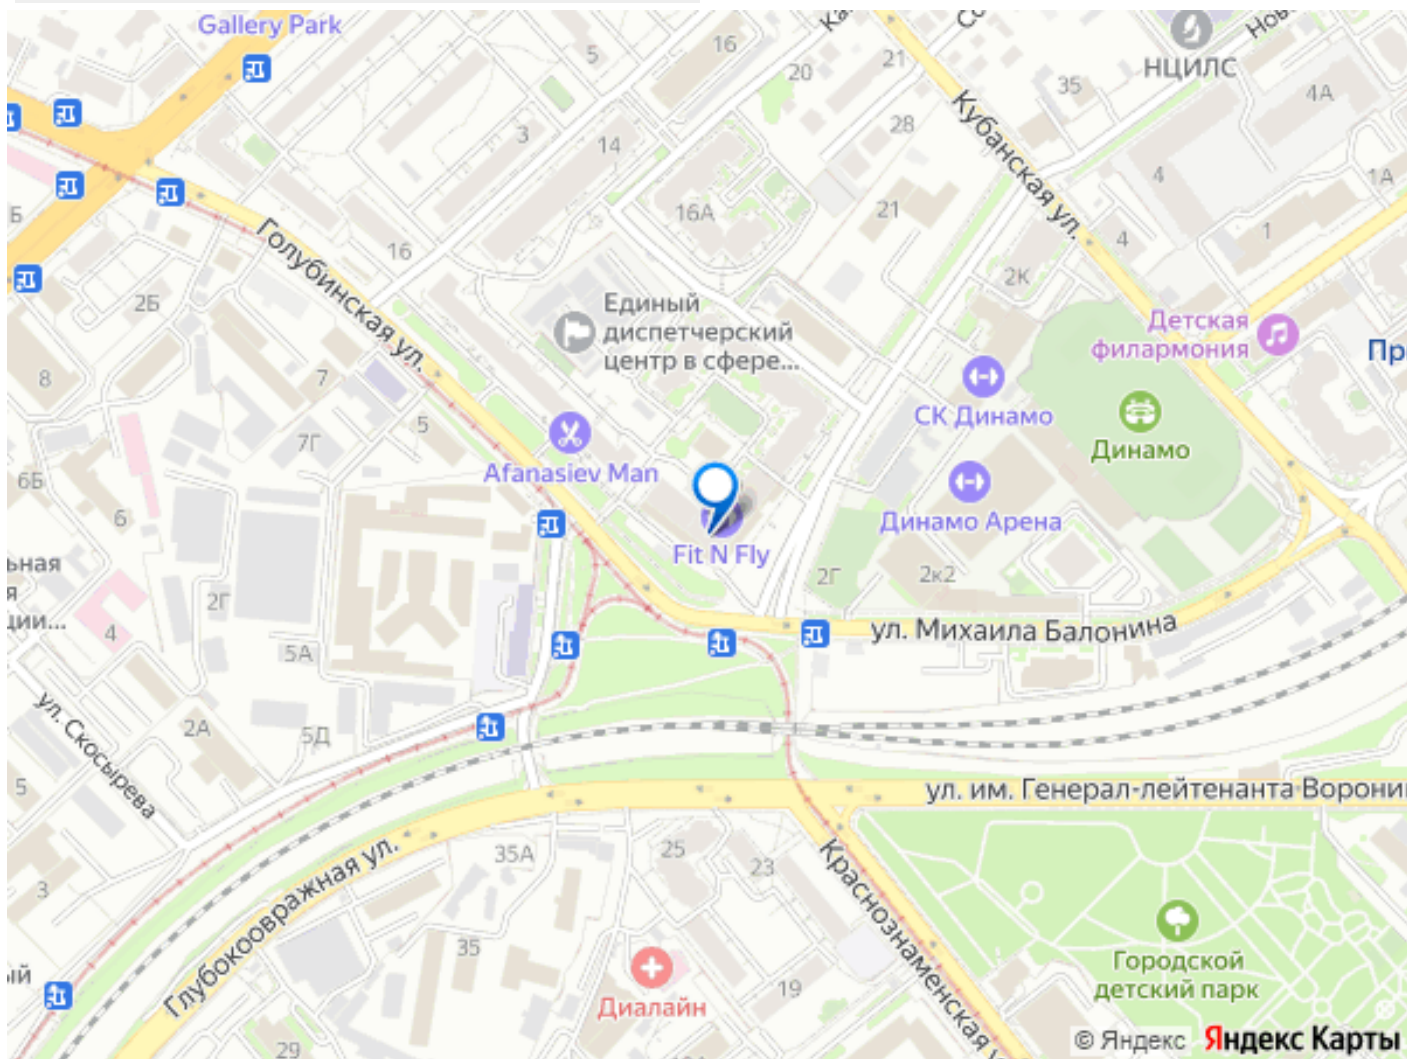 Gallery Park
5
16
20
21
НЦИЛС
35
4А
Кубанская ул.
28
3
14
4
1А
16А
21
4
1
Голубинская ул.
16
2К
2Б
Единый
диспетчерский
центр в сфере...
Детская
филармония
8
7
СК Динамо
Динамо
5
7Г
Afanasiev Man
6Б
6
Динамо Арена
Fit N Fly
2Г
2к2
ьная
я
ции...
2Г
4
5А
ул. Михаила Балонина
ул. Скосырева
2А
5Д
5
ул. им. Генерал-лейтенанта Ворони
Глубокоовражная ул.
35А
25
23
Краснознаменская у
3
35
Диалайн
19
Городской
детский парк
ый
29
© Яндекс Яндекс Карты